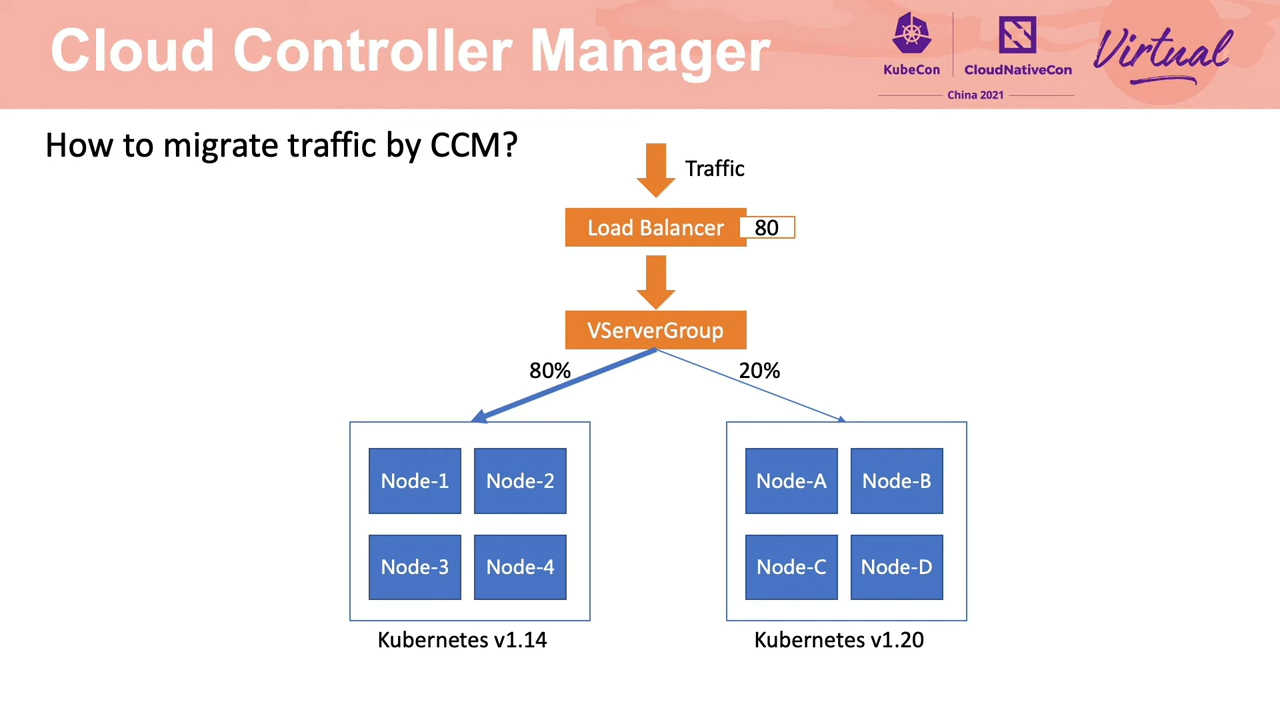 Cloud Controller Manager
KubeCon
CloudNativeCon
China 2021
Virtual
How to migrate traffic by CCM?
Traffic
Load Balancer
80
VServerGroup
80%
20%
Node-1
Node-2
Node-3
Node-4
Kubernetes v1.14
Node-A
Node-B
Node-C
Node-D
Kubernetes v1.20